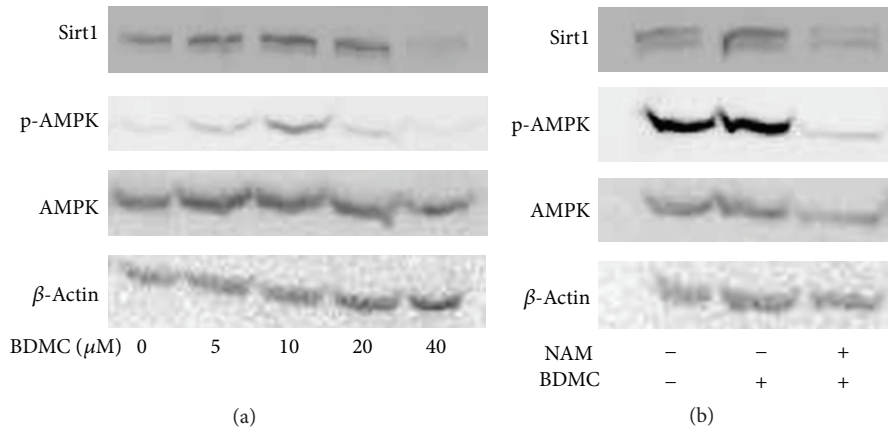 Sirt1
p-AMPK
AMPK
β-Actin
BDMC (μM) 0 5 10 20 40
(a)
Sirt1
p-AMPK
AMPK
β-Actin
NAM − − +
BDMC − + +
(b)